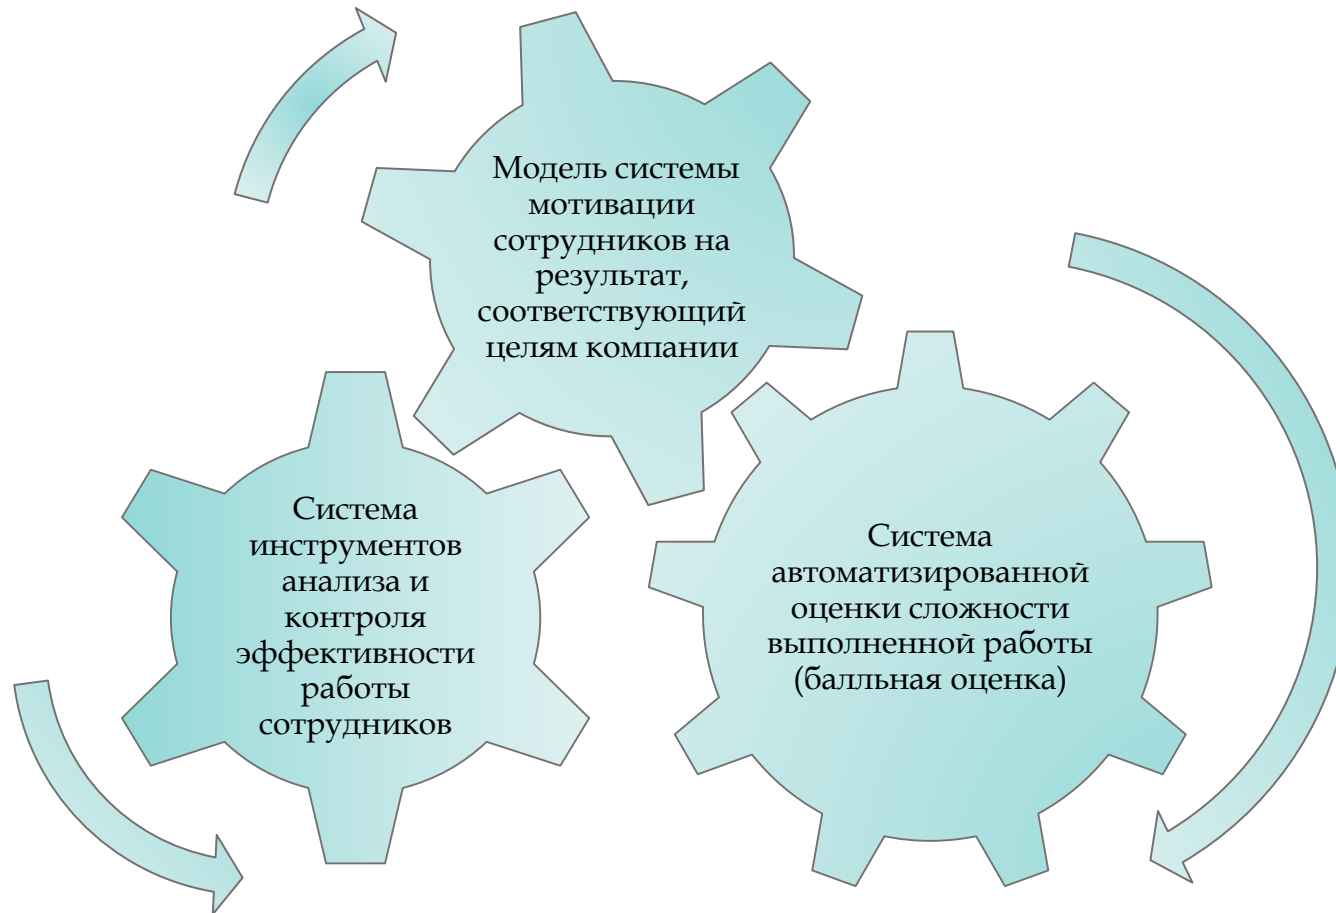 Модель системы
мотивации
сотрудников на
результат,
соответствующий
целям компании
Система
инструментов
анализа и
контроля
эффективности
работы
сотрудников
Система
автоматизированной
оценки сложности
выполненной работы
(балльная оценка)